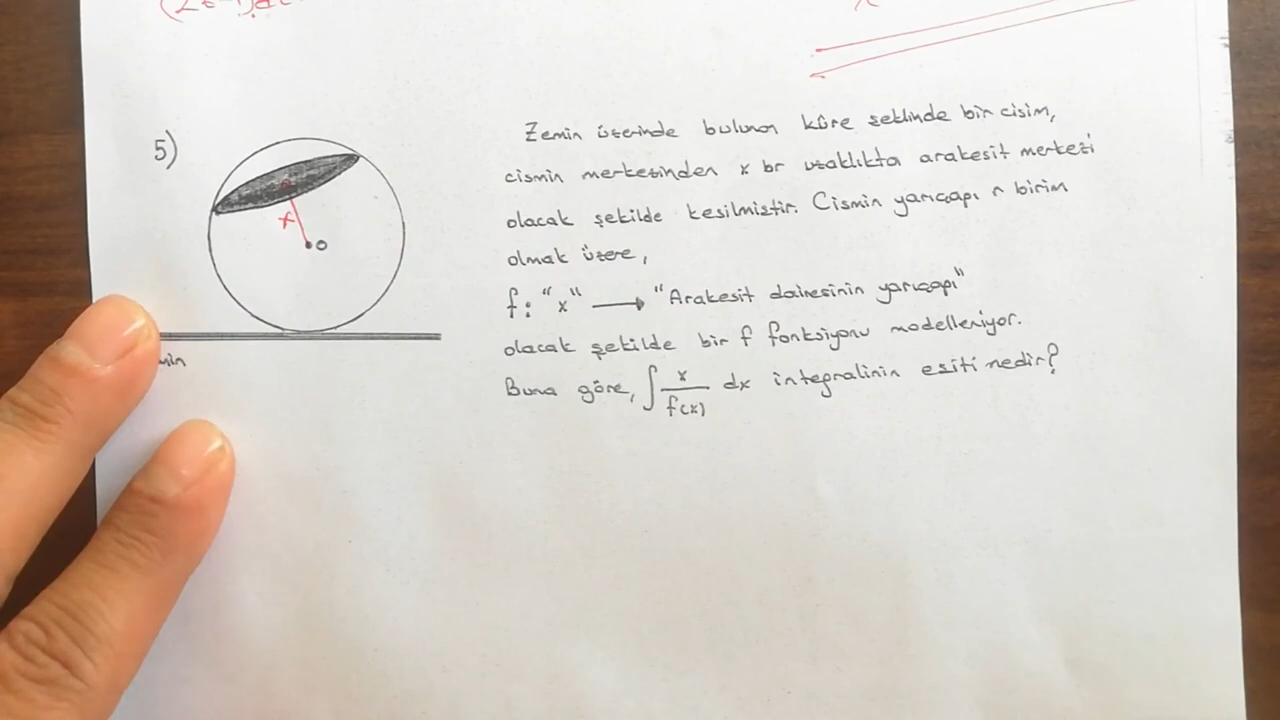 5)
x
O
Zemin üzerinde bulunan küre şeklinde bir cisim,
cismin merkezinden x br uzaklıkta arakesit merkezi
olacak şekilde kesilmiştir. Cismin yarıçapı r birim
olmak üzere,
f: "x" → "Arakesit dairesinin yarıçapı"
olacak şekilde bir f fonksiyonu modelleniyor.
Buna göre, ∫ x/f(x) dx integralinin eşiti nedir?